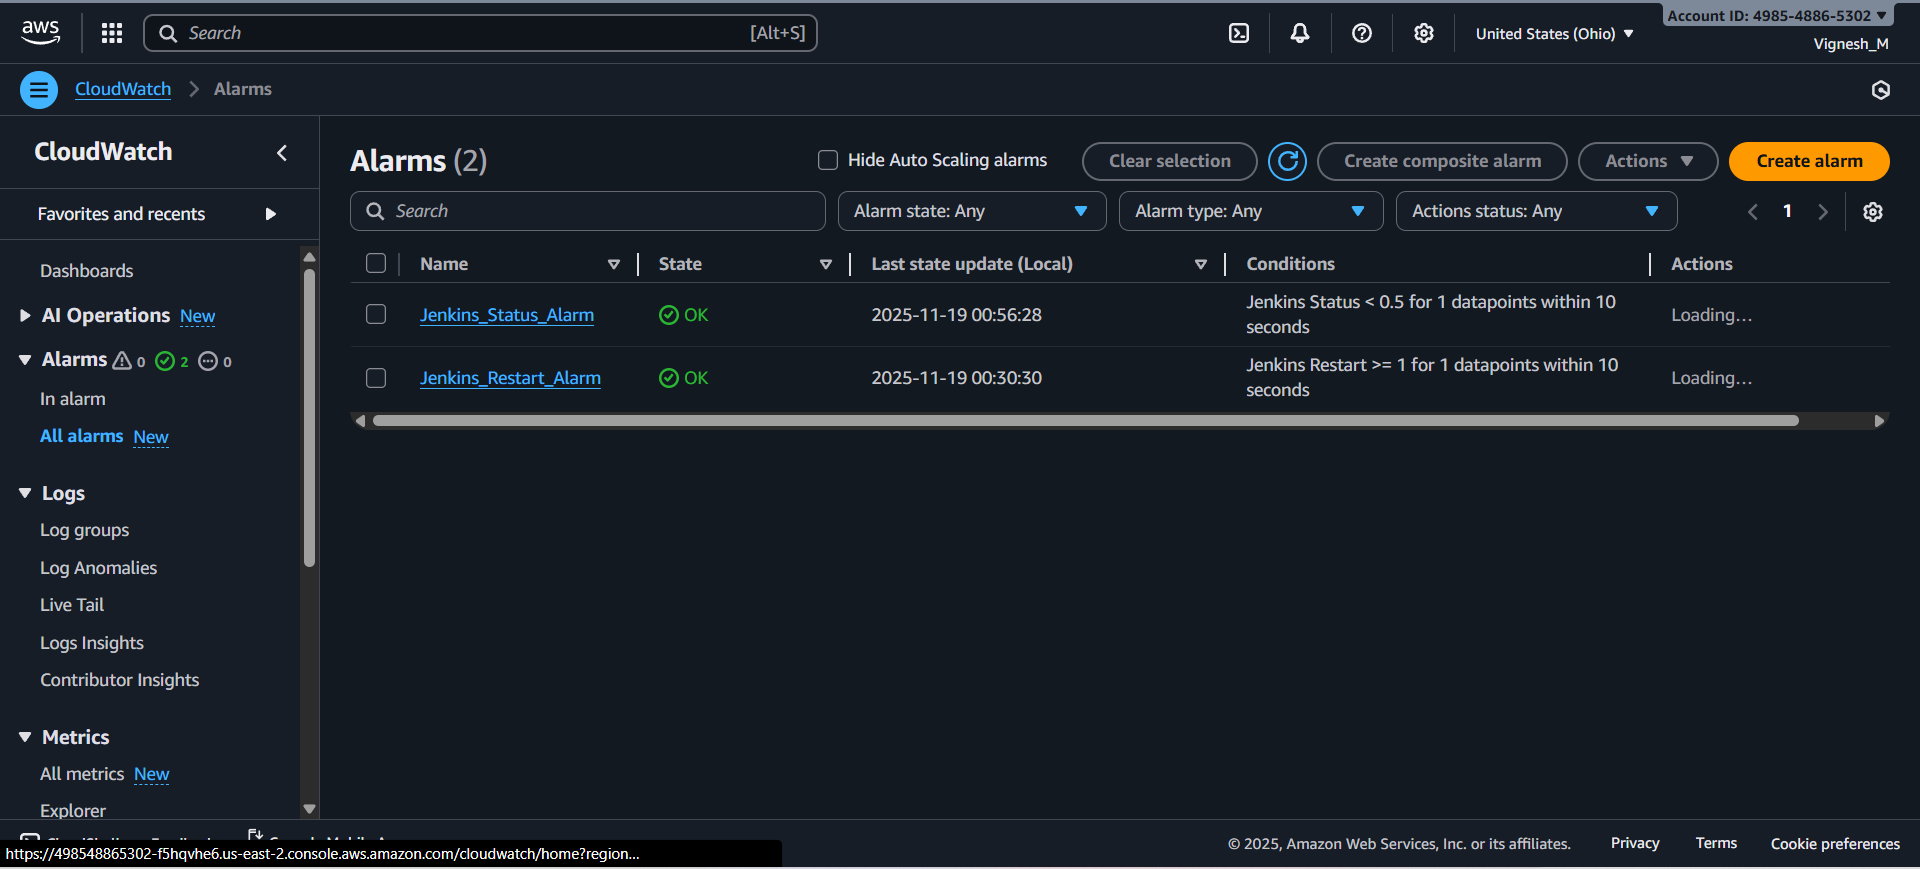 aws
Search [Alt+S]
United States (Ohio)
Account ID: 4985-4886-5302
Vignesh_M
CloudWatch > Alarms
CloudWatch
Favorites and recents
Dashboards
AI Operations New
Alarms 0 2 0
In alarm
All alarms New
Logs
Log groups
Log Anomalies
Live Tail
Logs Insights
Contributor Insights
Metrics
All metrics New
Explorer
Alarms (2)
Hide Auto Scaling alarms
Clear selection
Create composite alarm
Actions
Create alarm
Search
Alarm state: Any
Alarm type: Any
Actions status: Any
1
Name State Last state update (Local) Conditions Actions
Jenkins_Status_Alarm OK 2025-11-19 00:56:28 Jenkins Status < 0.5 for 1 datapoints within 10 seconds Loading...
Jenkins_Restart_Alarm OK 2025-11-19 00:30:30 Jenkins Restart >= 1 for 1 datapoints within 10 seconds Loading...
https://498548865302-f5hqvhe6.us-east-2.console.aws.amazon.com/cloudwatch/home?region...
© 2025, Amazon Web Services, Inc. or its affiliates.
Privacy
Terms
Cookie preferences